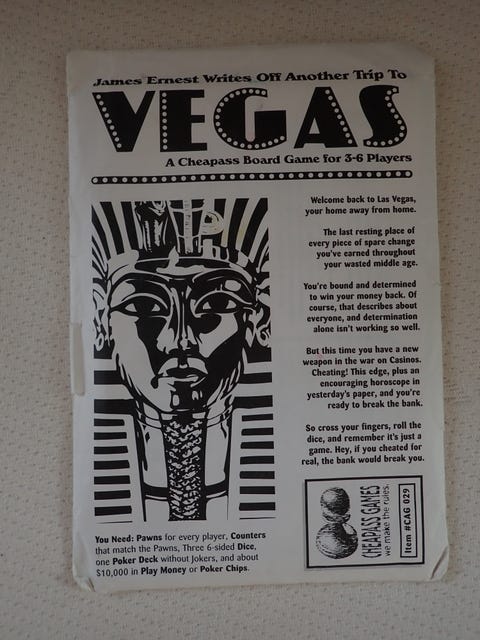 James Ernest Writes Off Another Trip To
VEGAS
A Cheapass Board Game for 3-6 Players
Welcome back to Las Vegas,
your home away from home.
The last resting place of
every piece of spare change
you've earned throughout
your wasted middle age.
You're bound and determined
to win your money back. Of
course, that describes about
everyone, and determination
alone isn't working so well.
But this time you have a new
weapon in the war on Casinos.
Cheating! This edge, plus an
encouraging horoscope in
yesterday's paper, and you're
ready to break the bank.
So cross your fingers, roll the
dice, and remember it's just a
game. Hey, if you cheated for
real, the bank would break you.
You Need: Pawns for every player, Counters
that match the Pawns, Three 6-sided Dice,
one Poker Deck without Jokers, and about
$10,000 in Play Money or Poker Chips.
CHEAPASS GAMES
we make the rules.
Item #CAG 029